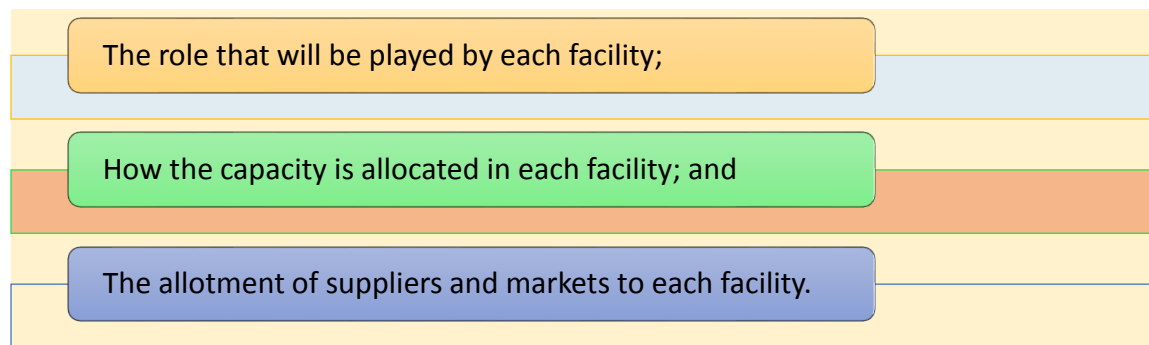 The role that will be played by each facility;
How the capacity is allocated in each facility; and
The allotment of suppliers and markets to each facility.